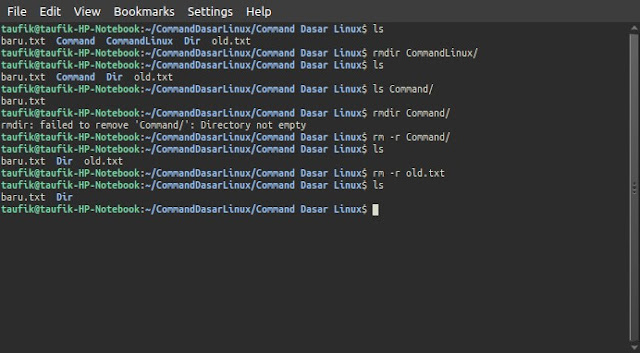 File Edit View Bookmarks Settings Help
taufik@taufik-HP-Notebook:~/CommandDasarLinux/Command Dasar Linux$ ls
baru.txt Command CommandLinux Dir old.txt
taufik@taufik-HP-Notebook:~/CommandDasarLinux/Command Dasar Linux$ rmdir CommandLinux/
taufik@taufik-HP-Notebook:~/CommandDasarLinux/Command Dasar Linux$ ls
baru.txt Command Dir old.txt
taufik@taufik-HP-Notebook:~/CommandDasarLinux/Command Dasar Linux$ ls Command/
baru.txt
taufik@taufik-HP-Notebook:~/CommandDasarLinux/Command Dasar Linux$ rmdir Command/
rmdir: failed to remove 'Command/': Directory not empty
taufik@taufik-HP-Notebook:~/CommandDasarLinux/Command Dasar Linux$ rm -r Command/
taufik@taufik-HP-Notebook:~/CommandDasarLinux/Command Dasar Linux$ ls
baru.txt Dir old.txt
taufik@taufik-HP-Notebook:~/CommandDasarLinux/Command Dasar Linux$ rm -r old.txt
taufik@taufik-HP-Notebook:~/CommandDasarLinux/Command Dasar Linux$ ls
baru.txt Dir
taufik@taufik-HP-Notebook:~/CommandDasarLinux/Command Dasar Linux$